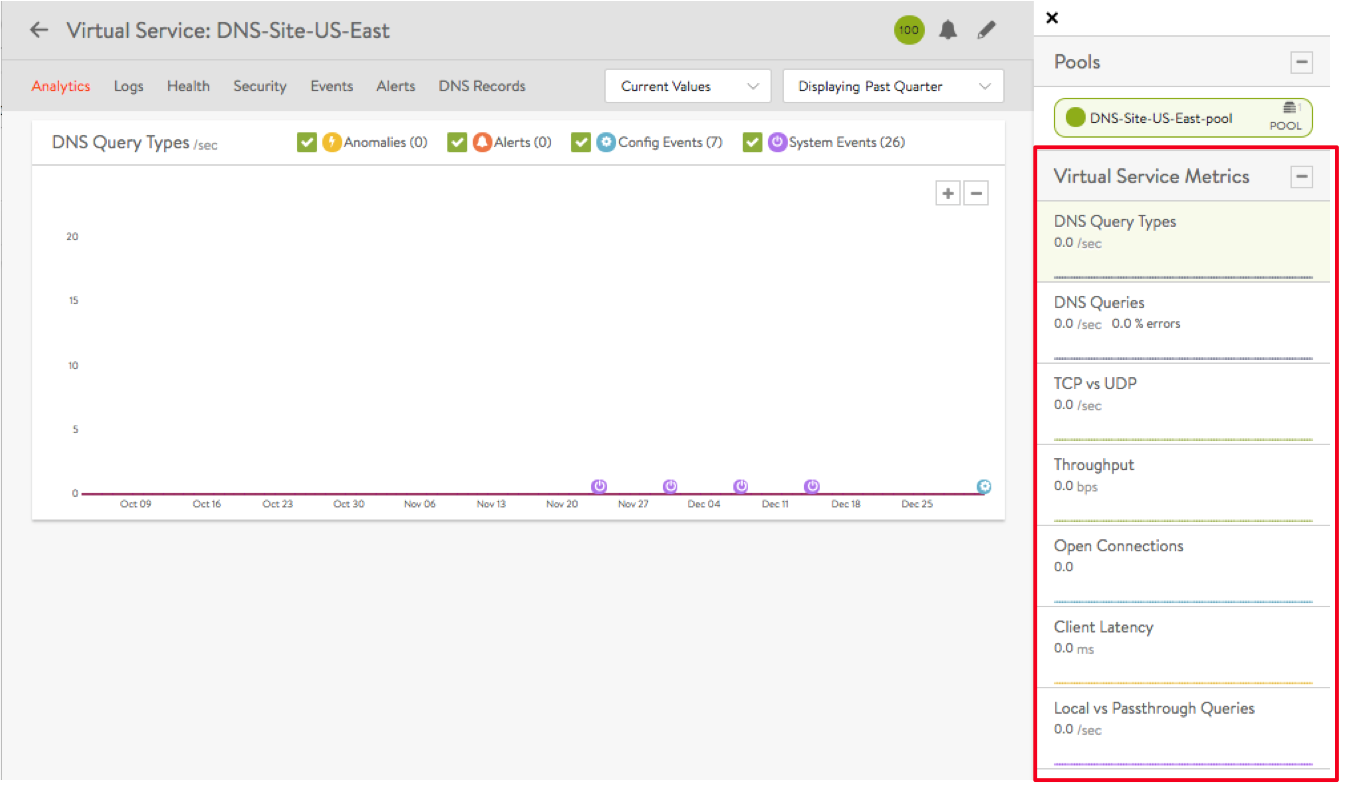 Virtual Service: DNS-Site-US-East
100
Analytics Logs Health Security Events Alerts DNS Records Current Values Displaying Past Quarter
DNS Query Types /sec Anomalies (0) Alerts (0) Config Events (7) System Events (26)
+ −
20
15
10
5
0
Oct 09 Oct 16 Oct 23 Oct 30 Nov 06 Nov 13 Nov 20 Nov 27 Dec 04 Dec 11 Dec 18 Dec 25
×
Pools −
DNS-Site-US-East-pool 1
POOL
Virtual Service Metrics −
DNS Query Types
0.0 /sec
DNS Queries
0.0 /sec 0.0 % errors
TCP vs UDP
0.0 /sec
Throughput
0.0 bps
Open Connections
0.0
Client Latency
0.0 ms
Local vs Passthrough Queries
0.0 /sec